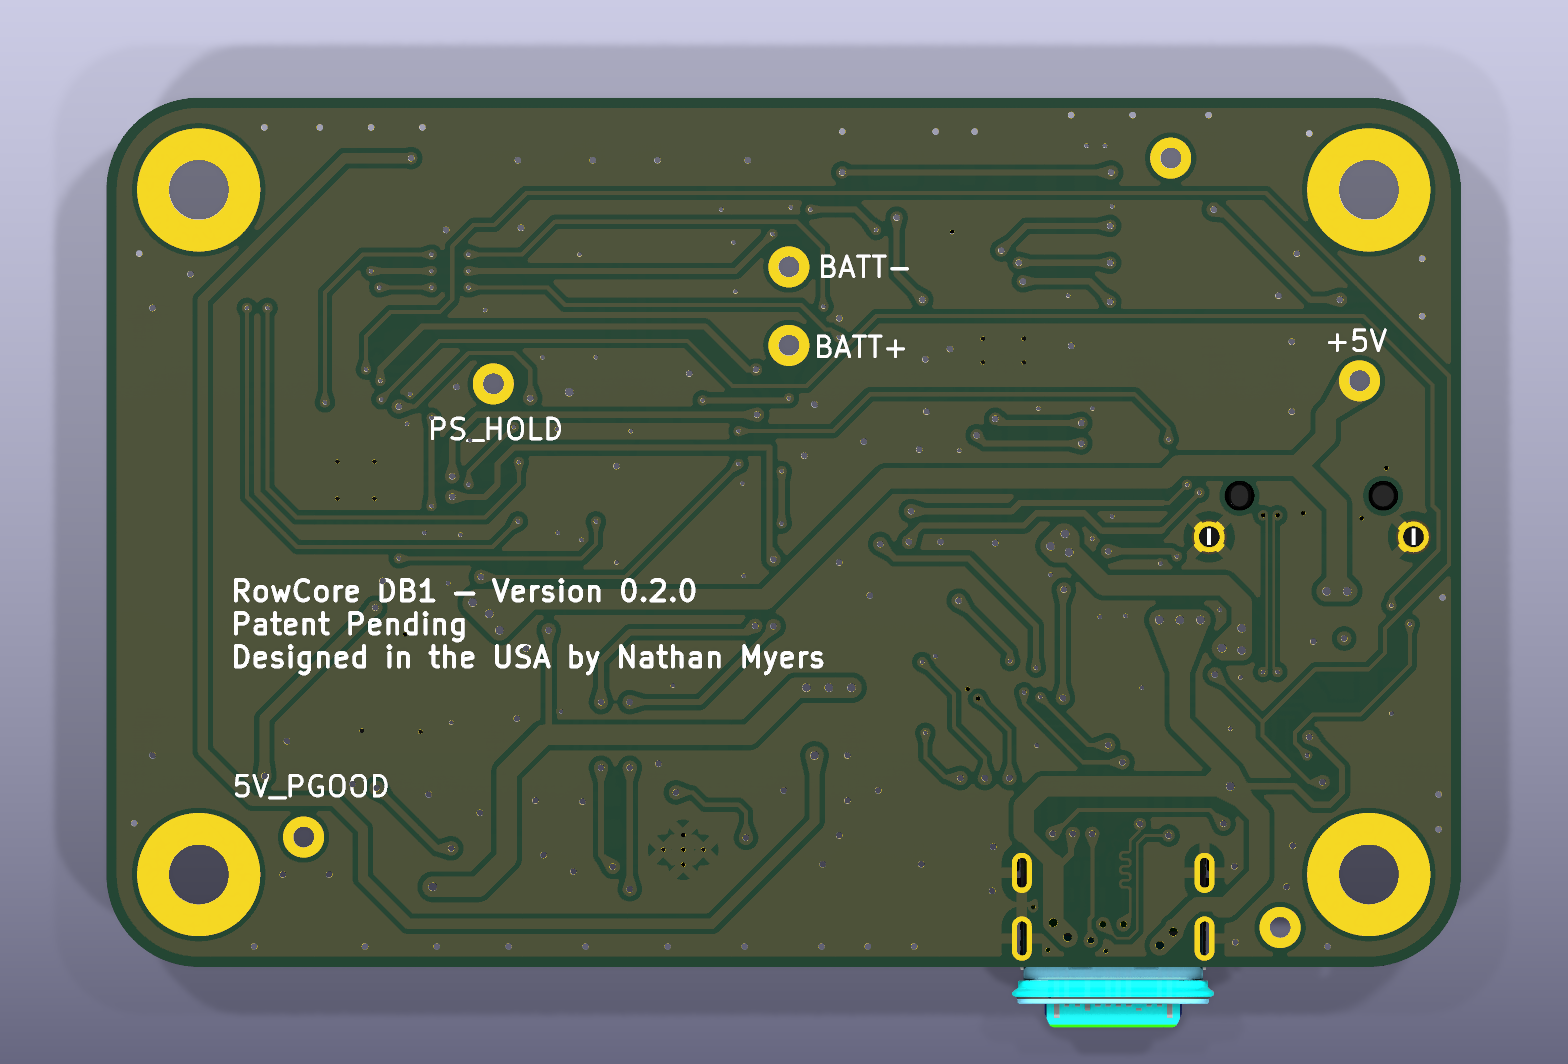 BATT-
BATT+
+5V
PS_HOLD
RowCore DB1 – Version 0.2.0
Patent Pending
Designed in the USA by Nathan Myers
5V_PGOOD